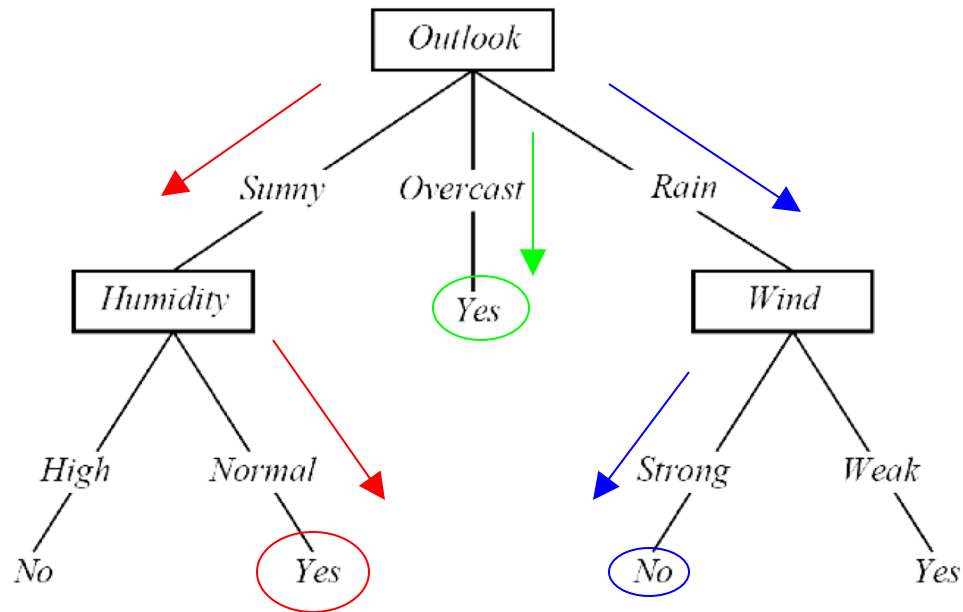 Outlook
Sunny Overcast Rain
Humidity Yes Wind
High Normal Strong Weak
No Yes No Yes